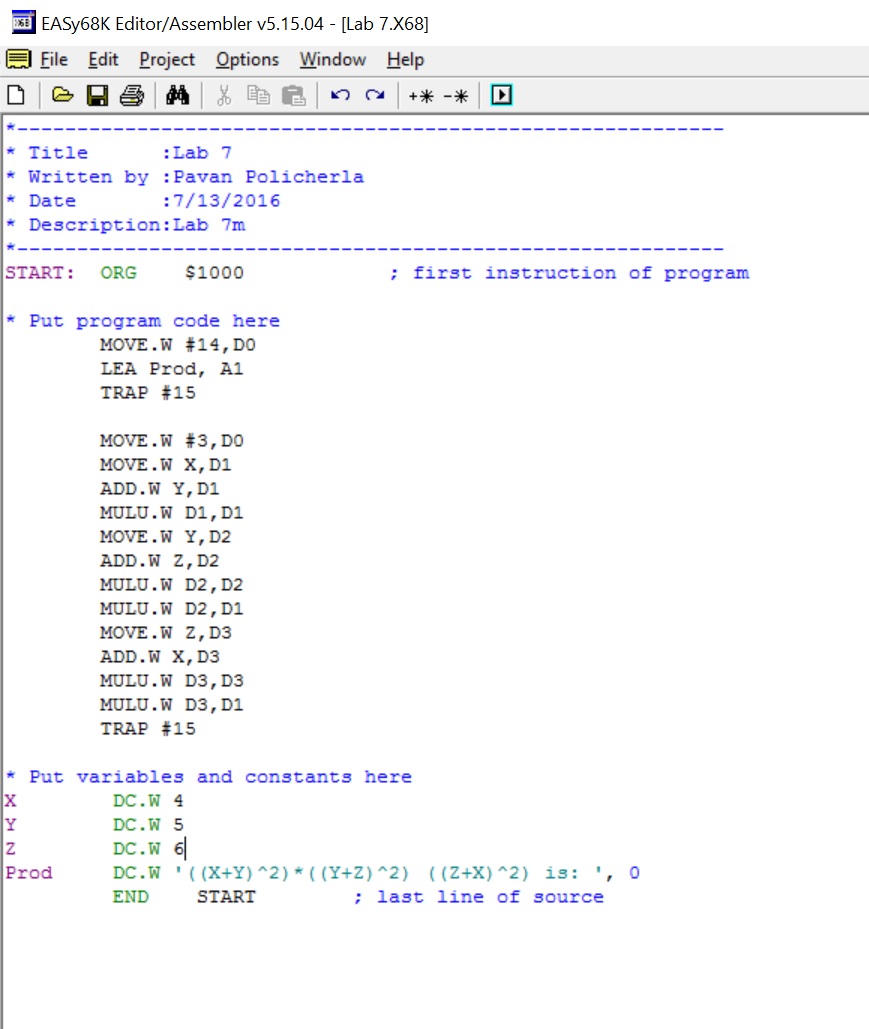 EASy68K Editor/Assembler v5.15.04 - [Lab 7.X68]
File Edit Project Options Window Help
*-----------------------------------------------------------
* Title      :Lab 7
* Written by :Pavan Policherla
* Date       :7/13/2016
* Description:Lab 7m
*-----------------------------------------------------------
START:  ORG    $1000            ; first instruction of program
* Put program code here
MOVE.W #14,D0
LEA Prod, A1
TRAP #15
MOVE.W #3,D0
MOVE.W X,D1
ADD.W Y,D1
MULU.W D1,D1
MOVE.W Y,D2
ADD.W Z,D2
MULU.W D2,D2
MULU.W D2,D1
MOVE.W Z,D3
ADD.W X,D3
MULU.W D3,D3
MULU.W D3,D1
TRAP #15
* Put variables and constants here
X        DC.W 4
Y        DC.W 5
Z        DC.W 6
Prod     DC.W '((X+Y)^2)*((Y+Z)^2) ((Z+X)^2) is: ', 0
END    START        ; last line of source